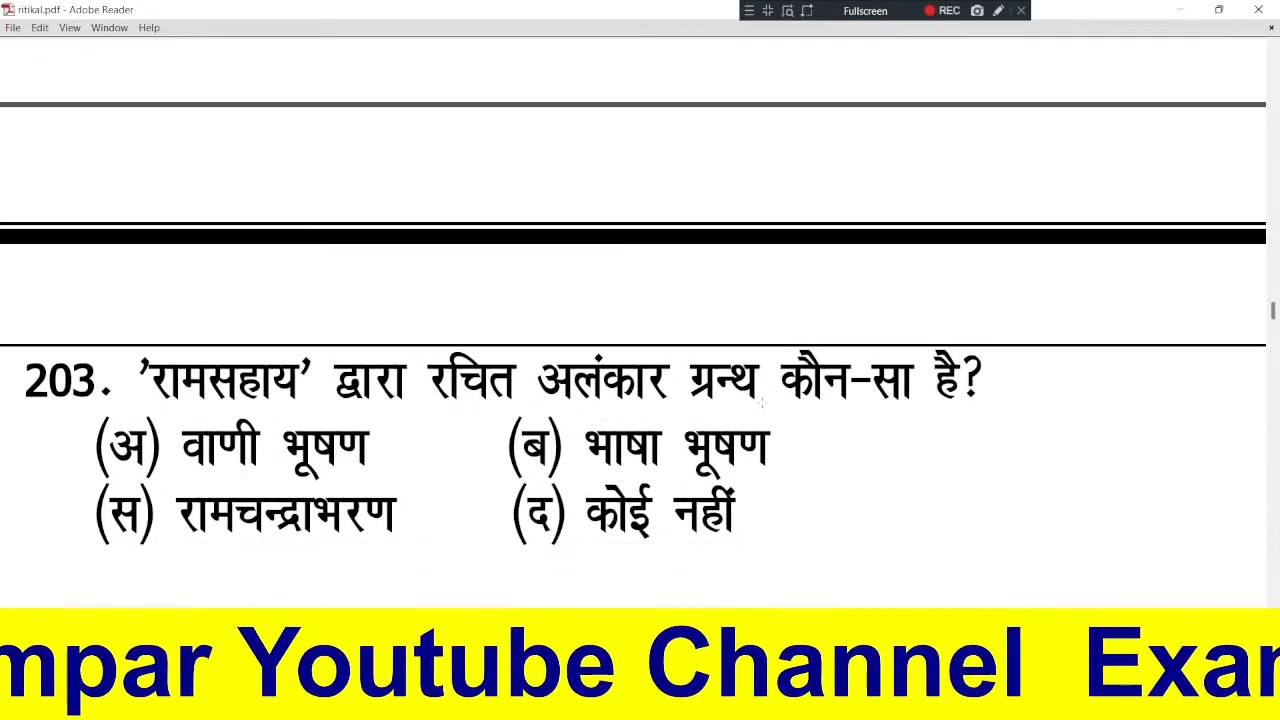 ritikal.pdf - Adobe Reader
Fullscreen REC
File Edit View Window Help
203. 'रामसहाय' द्वारा रचित अलंकार ग्रन्थ कौन-सा है?
(अ) वाणी भूषण (ब) भाषा भूषण
(स) रामचन्द्राभरण (द) कोई नहीं
mpar Youtube Channel Exan